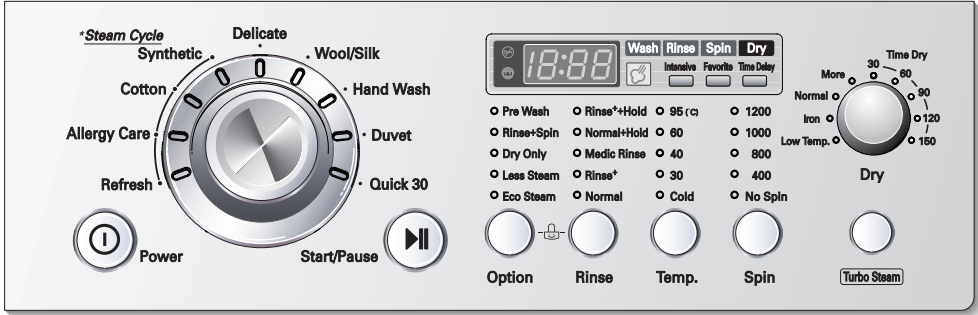 *Steam Cycle
Delicate
Synthetic
Wool/Silk
Cotton
Hand Wash
Allergy Care
Duvet
Refresh
Quick 30
Power
Start/Pause
18:88
Wash Rinse Spin Dry
Intensive Favorite Time Delay
Pre Wash Rinse⁺+Hold 95 (°C) 1200
Rinse+Spin Normal+Hold 60 1000
Dry Only Medic Rinse 40 800
Less Steam Rinse⁺ 30 400
Eco Steam Normal Cold No Spin
Option Rinse Temp. Spin
Time Dry
30
More 60
Normal 90
Iron 120
Low Temp. 150
Dry
Turbo Steam